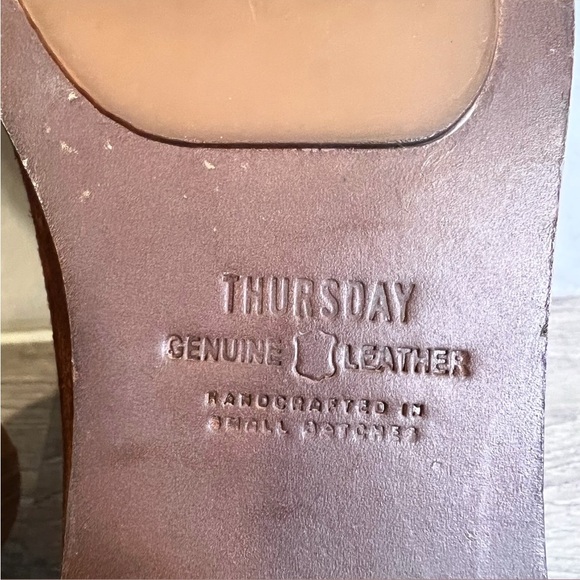 THURSDAY
GENUINE LEATHER
HANDCRAFTED IN
SMALL BATCHES